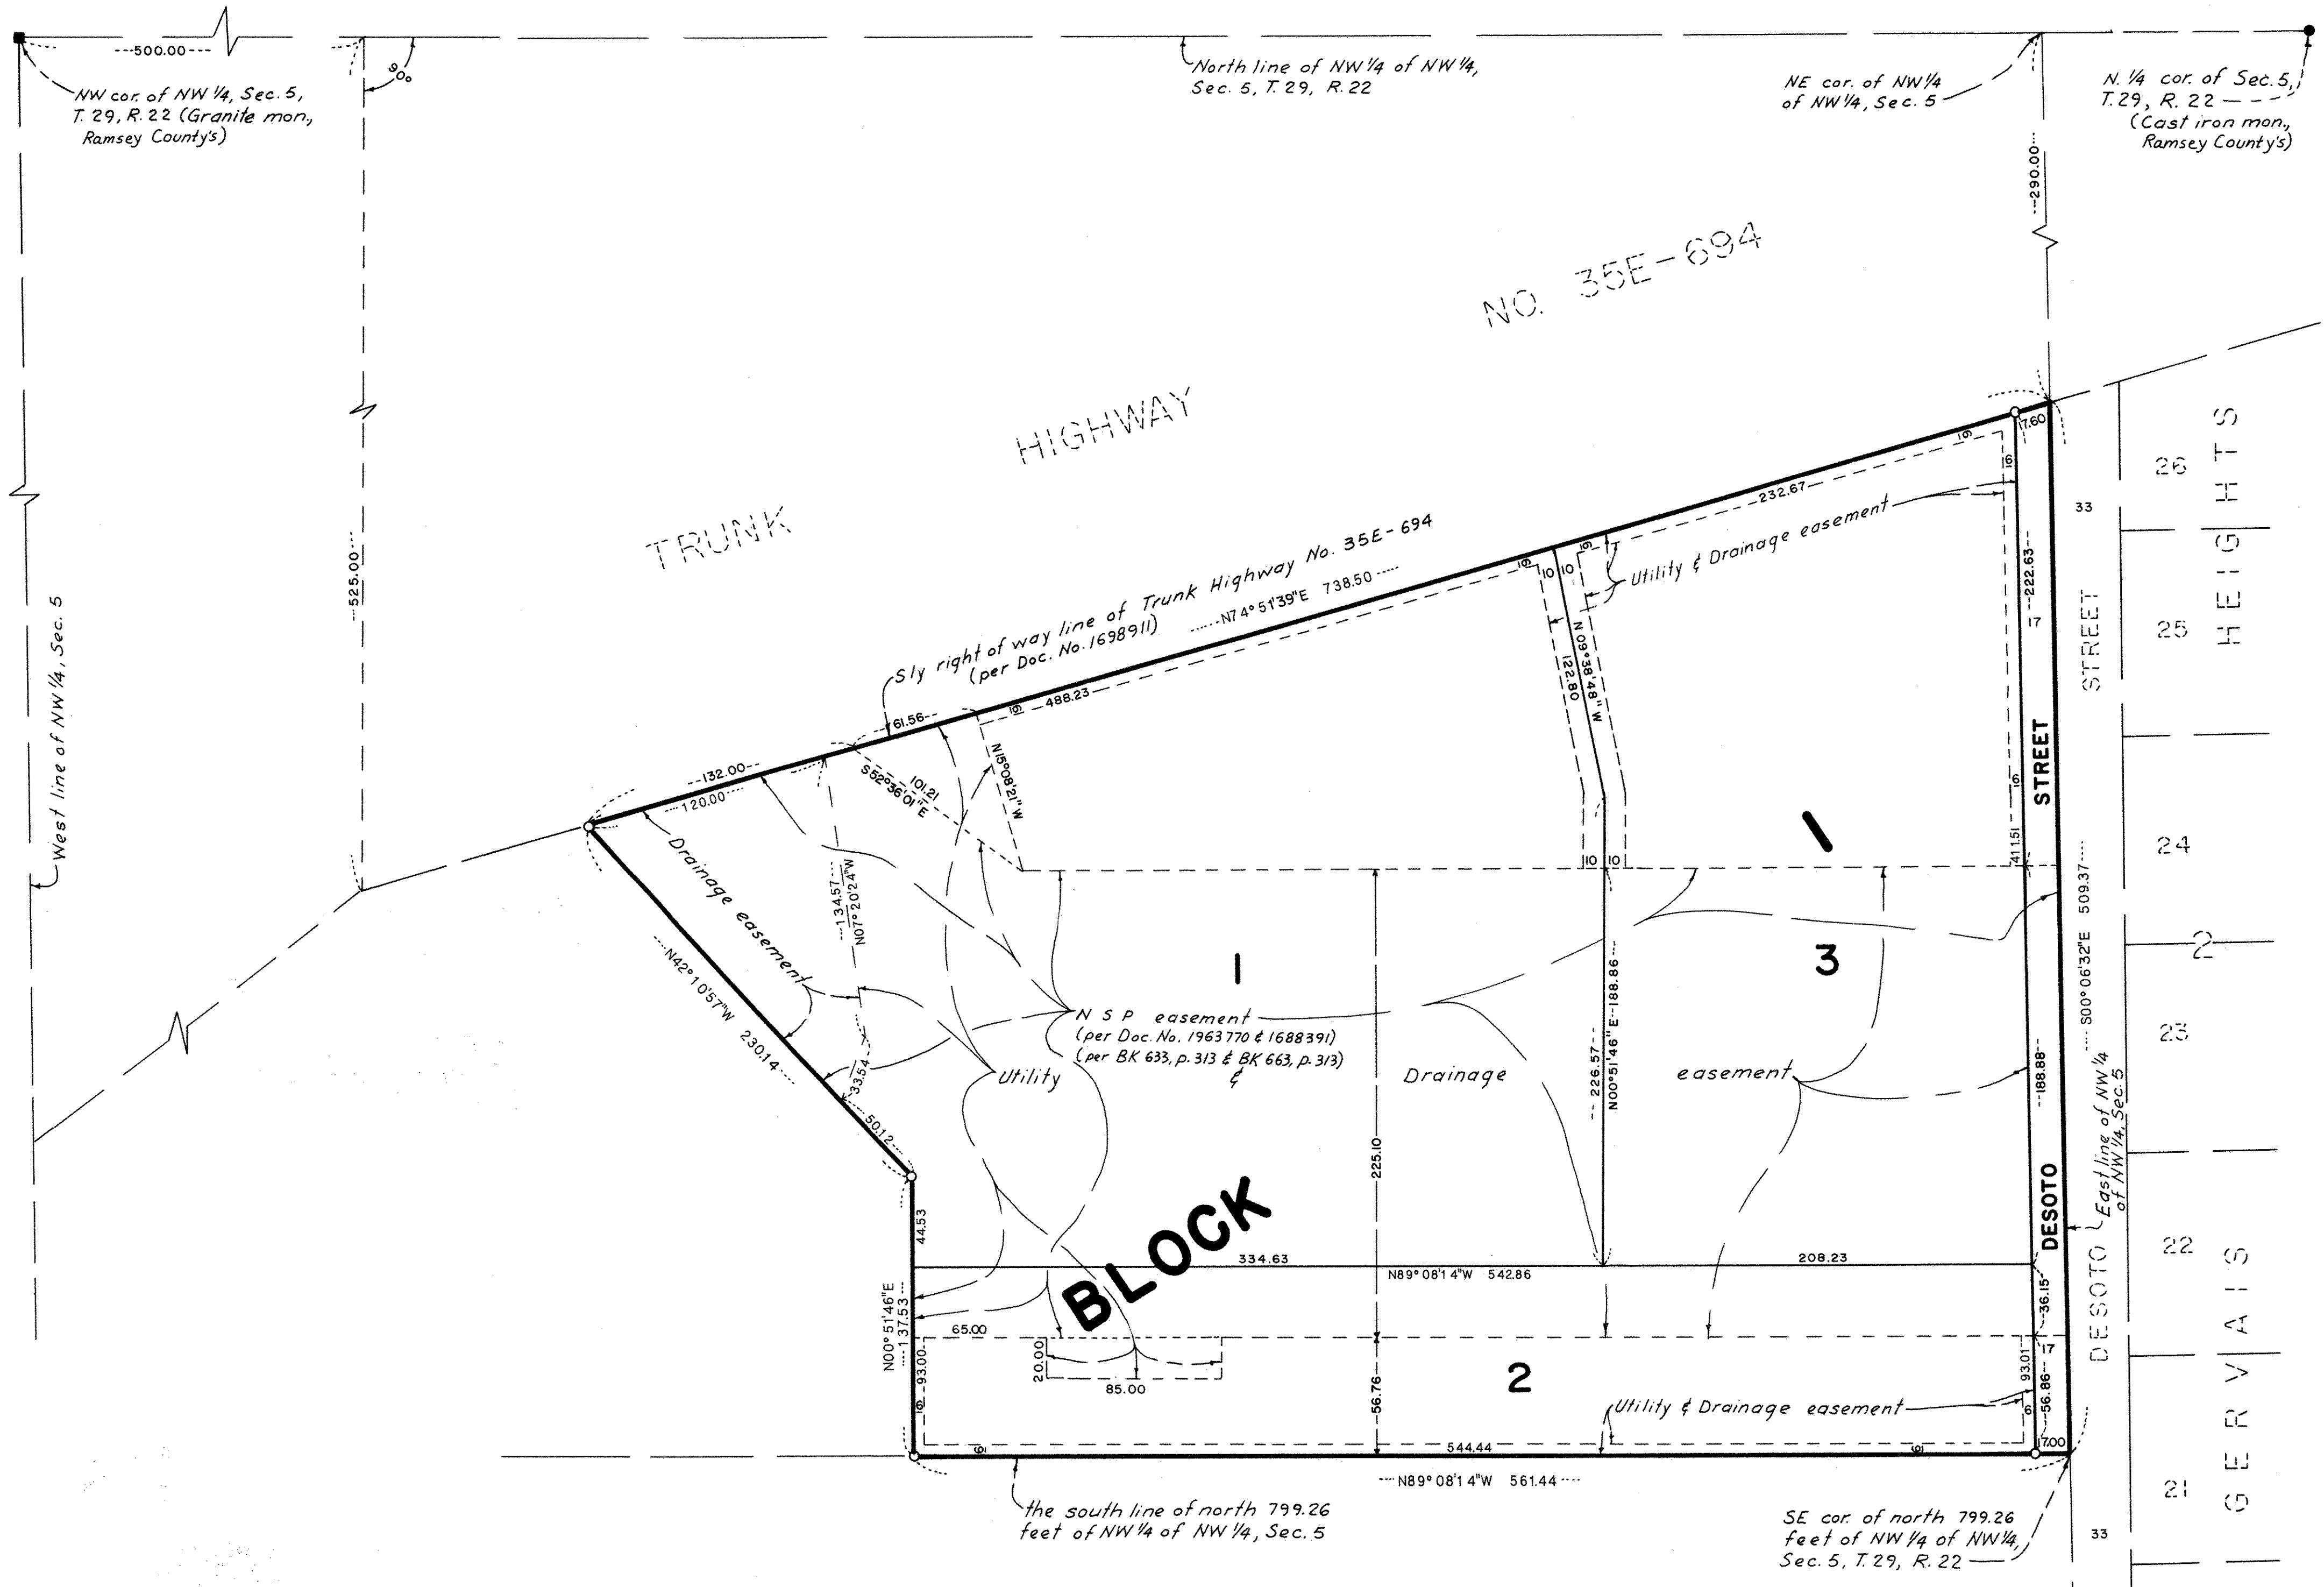 ---500.00---
90°
NW cor. of NW ¼, Sec. 5,
T. 29, R. 22 (Granite mon.,
Ramsey County's)
North line of NW ¼ of NW ¼,
Sec. 5, T. 29, R. 22
NE cor. of NW ¼
of NW ¼, Sec. 5
N. ¼ cor. of Sec. 5,
T. 29, R. 22
(Cast iron mon.,
Ramsey County's)
---290.00---
TRUNK HIGHWAY NO. 35E-694
---525.00---
West line of NW ¼, Sec. 5
Sly right of way line of Trunk Highway No. 35E-694
(per Doc. No. 1698911)
N74°51'39"E 738.50
17.60
232.67
488.23
61.56
---132.00---
120.00
Utility & Drainage easement
10 10
N 09°38'48" W
122.80
N15°08'21"W
101.21
S52°36'01"E
Drainage easement
134.57
N07°20'24"W
33.54
N42°10'57"W 230.14
50.12
44.53
N00°51'46"E
137.53
93.00
1
N S P easement
(per Doc. No. 1963770 & 1688391)
(per BK 633, p. 313 & BK 663, p. 313)
&
Utility
Drainage
easement
10 10
226.57
N00°51'46"E
188.86
225.10
1
3
222.63
17
411.51
188.88
STREET
DESOTO
S00°06'32"E 509.37
East line of NW ¼
of NW ¼, Sec. 5
33
STREET
DESOTO
HEIGHTS
GERVAIS
26
25
24
2
23
22
21
33
BLOCK
334.63
208.23
N89°08'14"W 542.86
36.15
65.00
20.00
85.00
56.76
2
Utility & Drainage easement
93.01
56.86
17
17.00
544.44
N89°08'14"W 561.44
the south line of north 799.26
feet of NW ¼ of NW ¼, Sec. 5
SE cor. of north 799.26
feet of NW ¼ of NW ¼,
Sec. 5, T. 29, R. 22